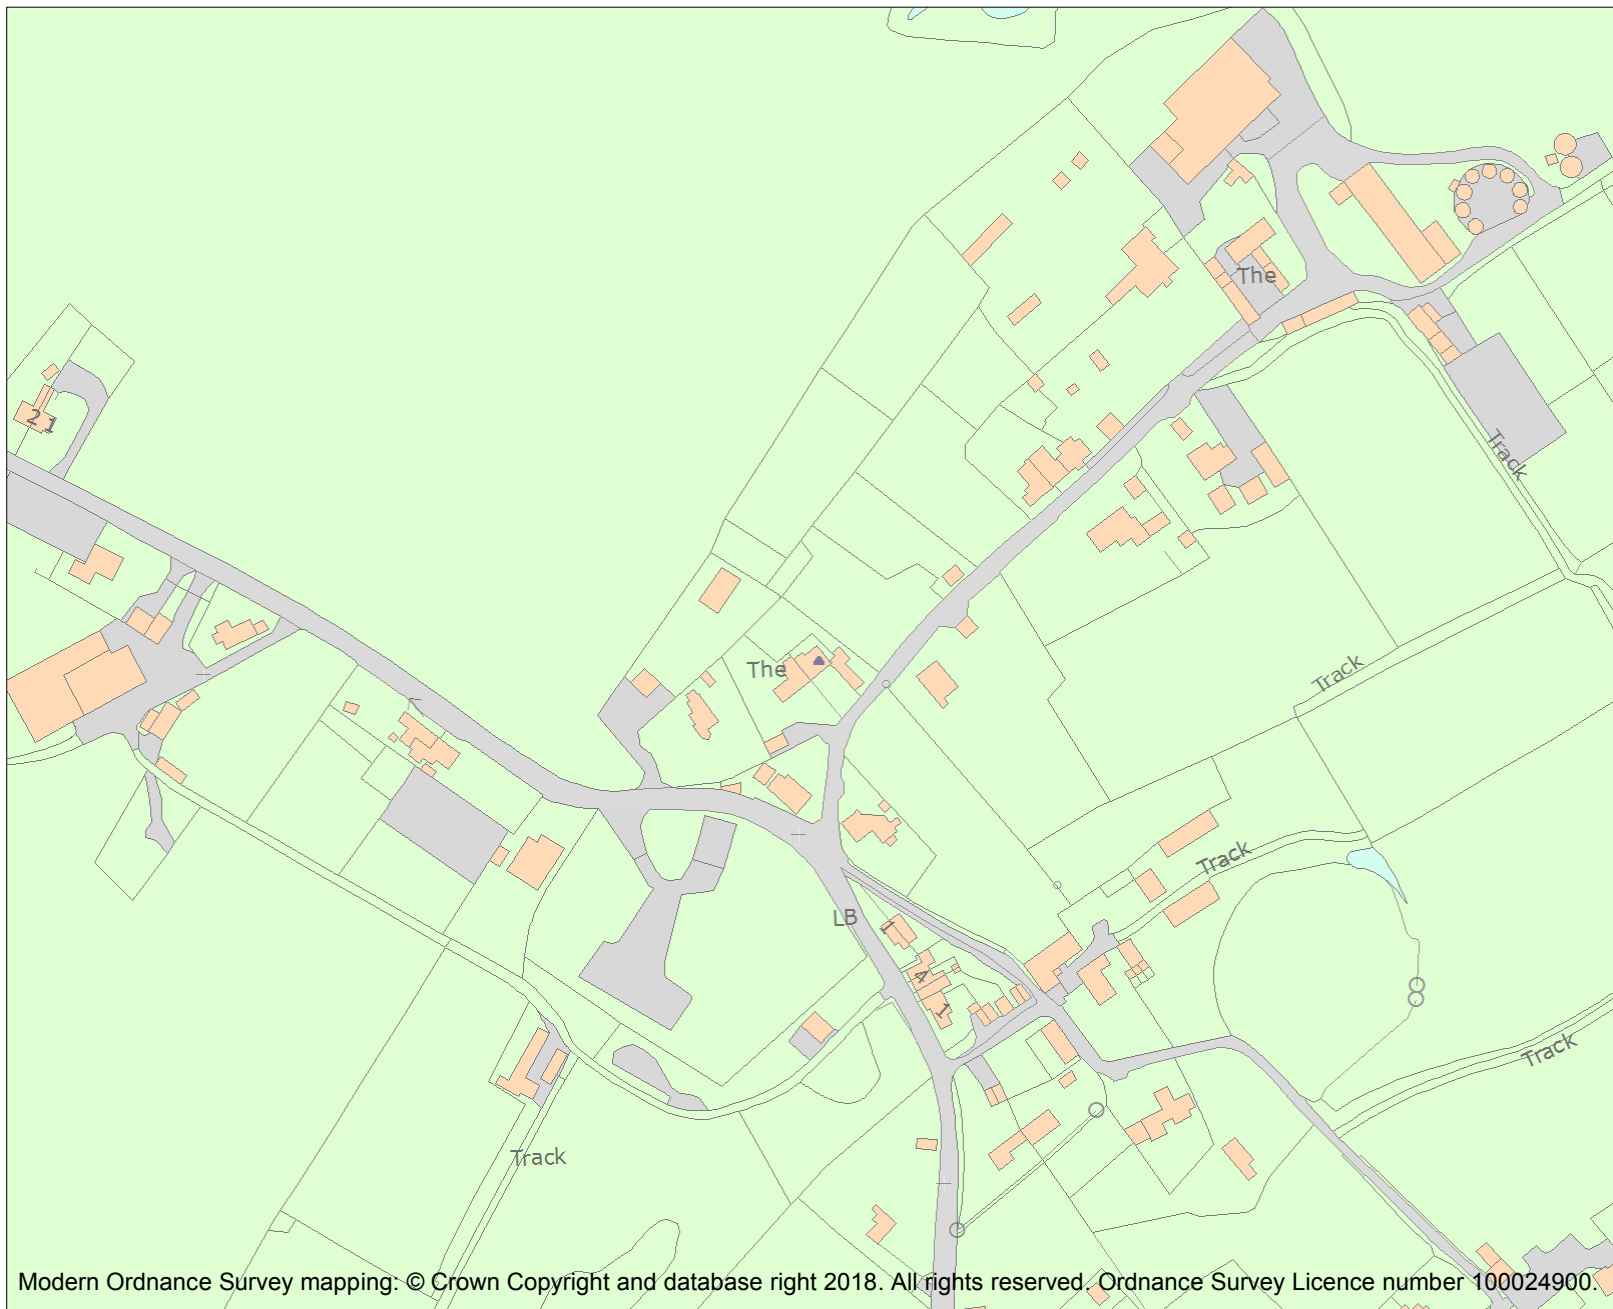 The
2 1
Track
The
Track
Track
LB
1
4
1
Track
Track
Modern Ordnance Survey mapping: © Crown Copyright and database right 2018. All rights reserved. Ordnance Survey Licence number 100024900.